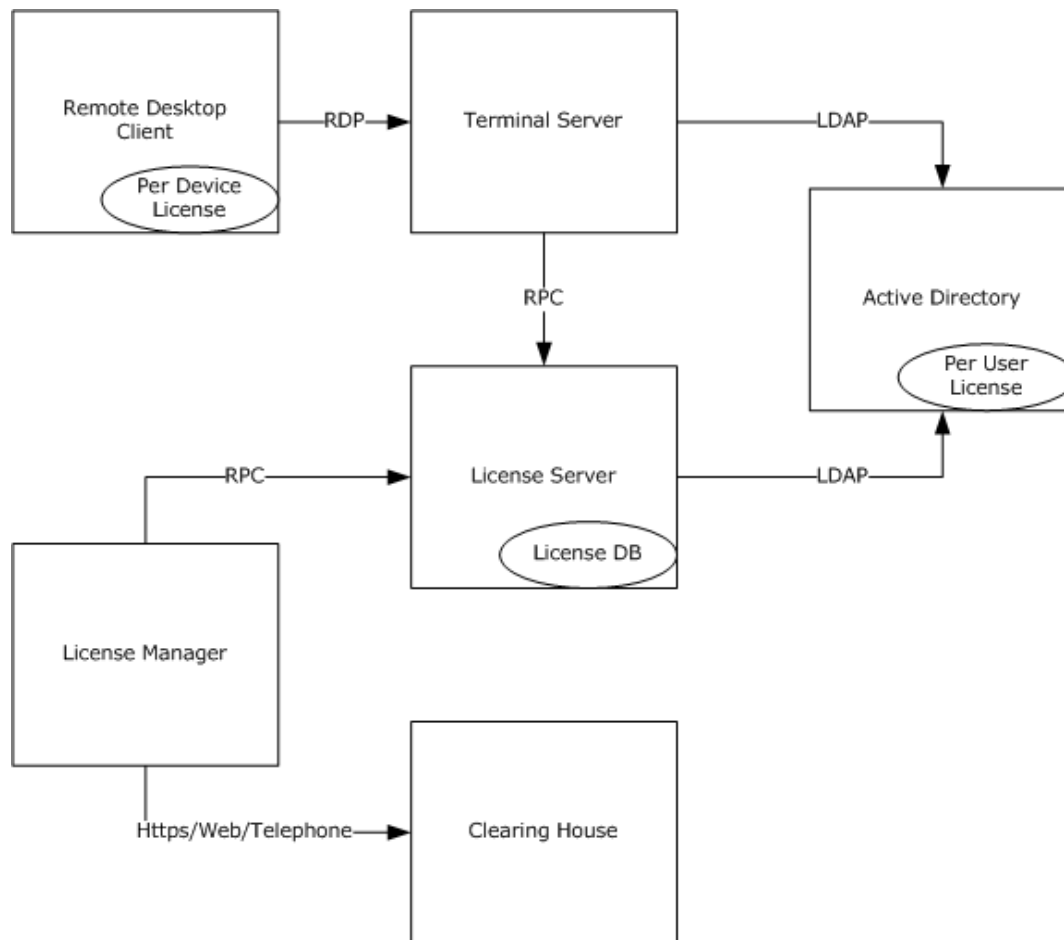 Remote Desktop
Client
Per Device
License
RDP
Terminal Server
LDAP
RPC
Active Directory
Per User
License
RPC
License Server
LDAP
License DB
License Manager
Https/Web/Telephone
Clearing House